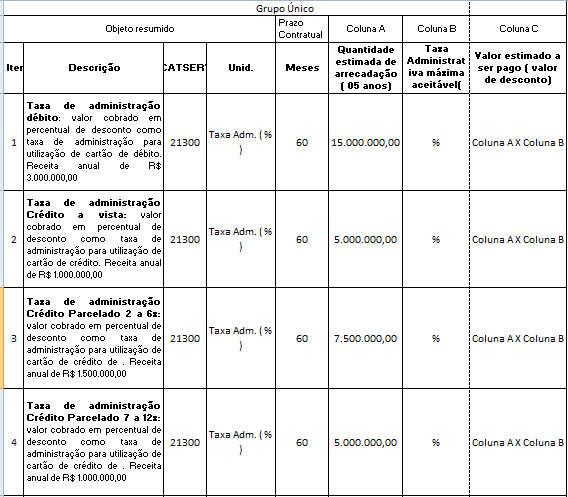 Grupo Único
Objeto resumido
Prazo
Contratual
Coluna A
Coluna B
Coluna C
Iter
Descrição
CATSER
Unid.
Meses
Quantidade
estimada de
arrecadação
( 05 anos)
Taxa
Administrat
iva máxima
aceitável(
Valor estimado a
ser pago ( valor
de desconto)
1
Taxa de administração
débito: valor cobrado em
percentual de desconto como
taxa de administração para
utilização de cartão de débito.
Receita anual de R$
3.000.000,00
21300
Taxa Adm. ( %
)
60
15.000.000,00
%
Coluna A X Coluna B
2
Taxa de administração
Crédito a vista: valor
cobrado em percentual de
desconto como taxa de
administração para utilização de
cartão de crédito. Receita anual
de R$ 1.000.000,00
21300
Taxa Adm. ( %
)
60
5.000.000,00
%
Coluna A X Coluna B
3
Taxa de administração
Crédito Parcelado 2 a 6x:
valor cobrado em percentual de
desconto como taxa de
administração para utilização de
cartão de crédito de . Receita
anual de R$ 1.500.000,00
21300
Taxa Adm. ( %
)
60
7.500.000,00
%
Coluna A X Coluna B
4
Taxa de administração
Crédito Parcelado 7 a 12x:
valor cobrado em percentual de
desconto como taxa de
administração para utilização de
cartão de crédito de . Receita
anual de R$ 1.000.000,00
21300
Taxa Adm. ( %
)
60
5.000.000,00
%
Coluna A X Coluna B